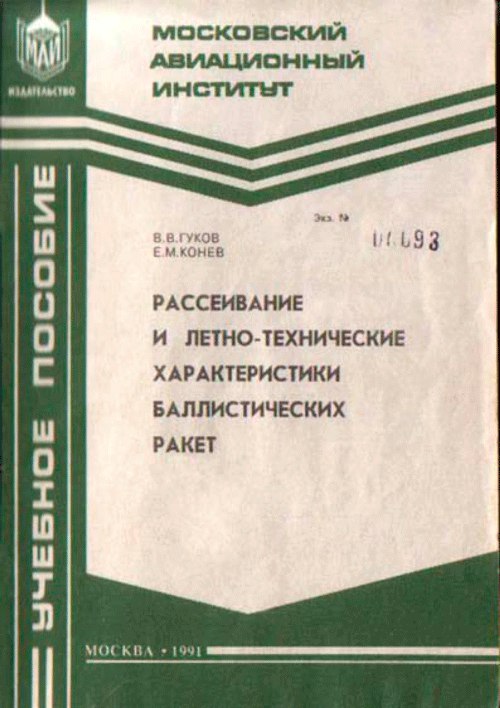 МАИ
ИЗДАТЕЛЬСТВО
МОСКОВСКИЙ
АВИАЦИОННЫЙ
ИНСТИТУТ
УЧЕБНОЕ ПОСОБИЕ
Экз. №
В.В.ГУКОВ
Е.М.КОНЕВ
РАССЕИВАНИЕ
И ЛЕТНО-ТЕХНИЧЕСКИЕ
ХАРАКТЕРИСТИКИ
БАЛЛИСТИЧЕСКИХ
РАКЕТ
МОСКВА • 1991